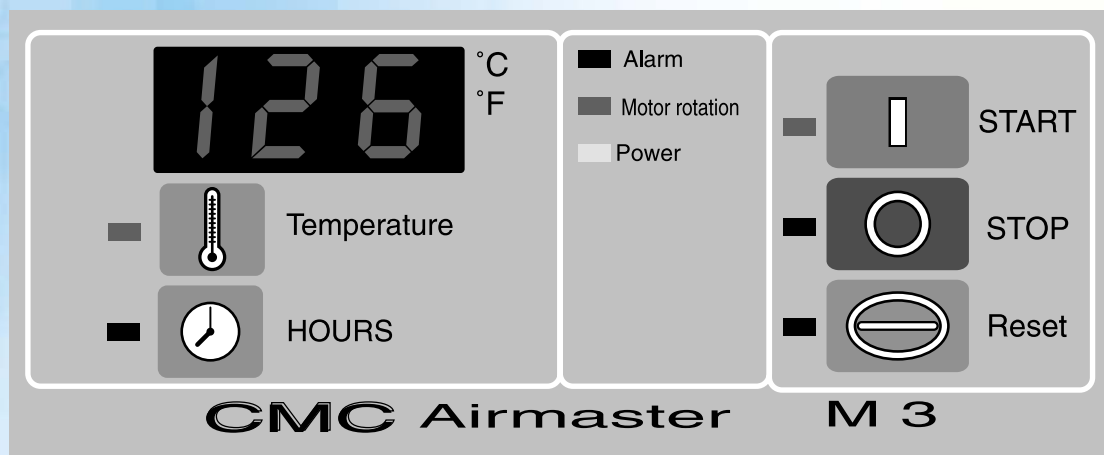 126
°C
°F
Temperature
HOURS
Alarm
Motor rotation
Power
START
STOP
Reset
CMC Airmaster M 3